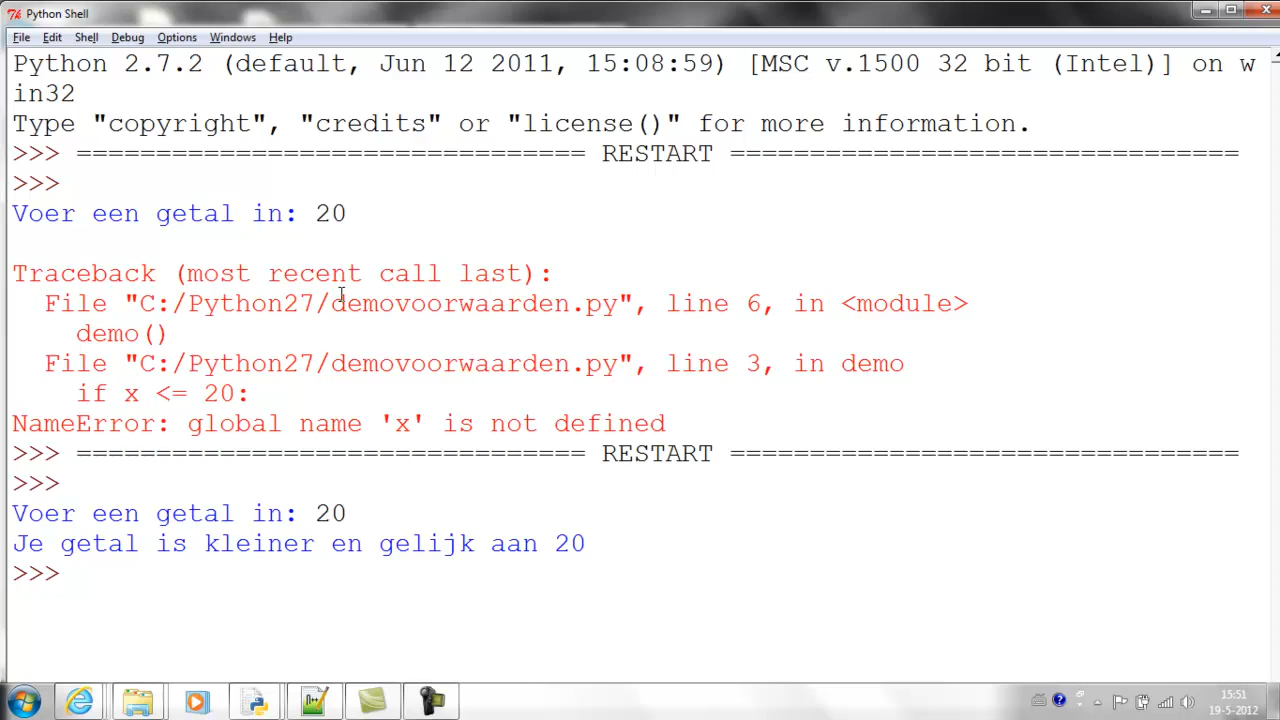 Python Shell
File Edit Shell Debug Options Windows Help
Python 2.7.2 (default, Jun 12 2011, 15:08:59) [MSC v.1500 32 bit (Intel)] on w
in32
Type "copyright", "credits" or "license()" for more information.
>>> ================================ RESTART ================================
>>>
Voer een getal in: 20
Traceback (most recent call last):
  File "C:/Python27/demovoorwaarden.py", line 6, in <module>
    demo()
  File "C:/Python27/demovoorwaarden.py", line 3, in demo
    if x <= 20:
NameError: global name 'x' is not defined
>>> ================================ RESTART ================================
>>>
Voer een getal in: 20
Je getal is kleiner en gelijk aan 20
>>>
15:51
19-5-2012